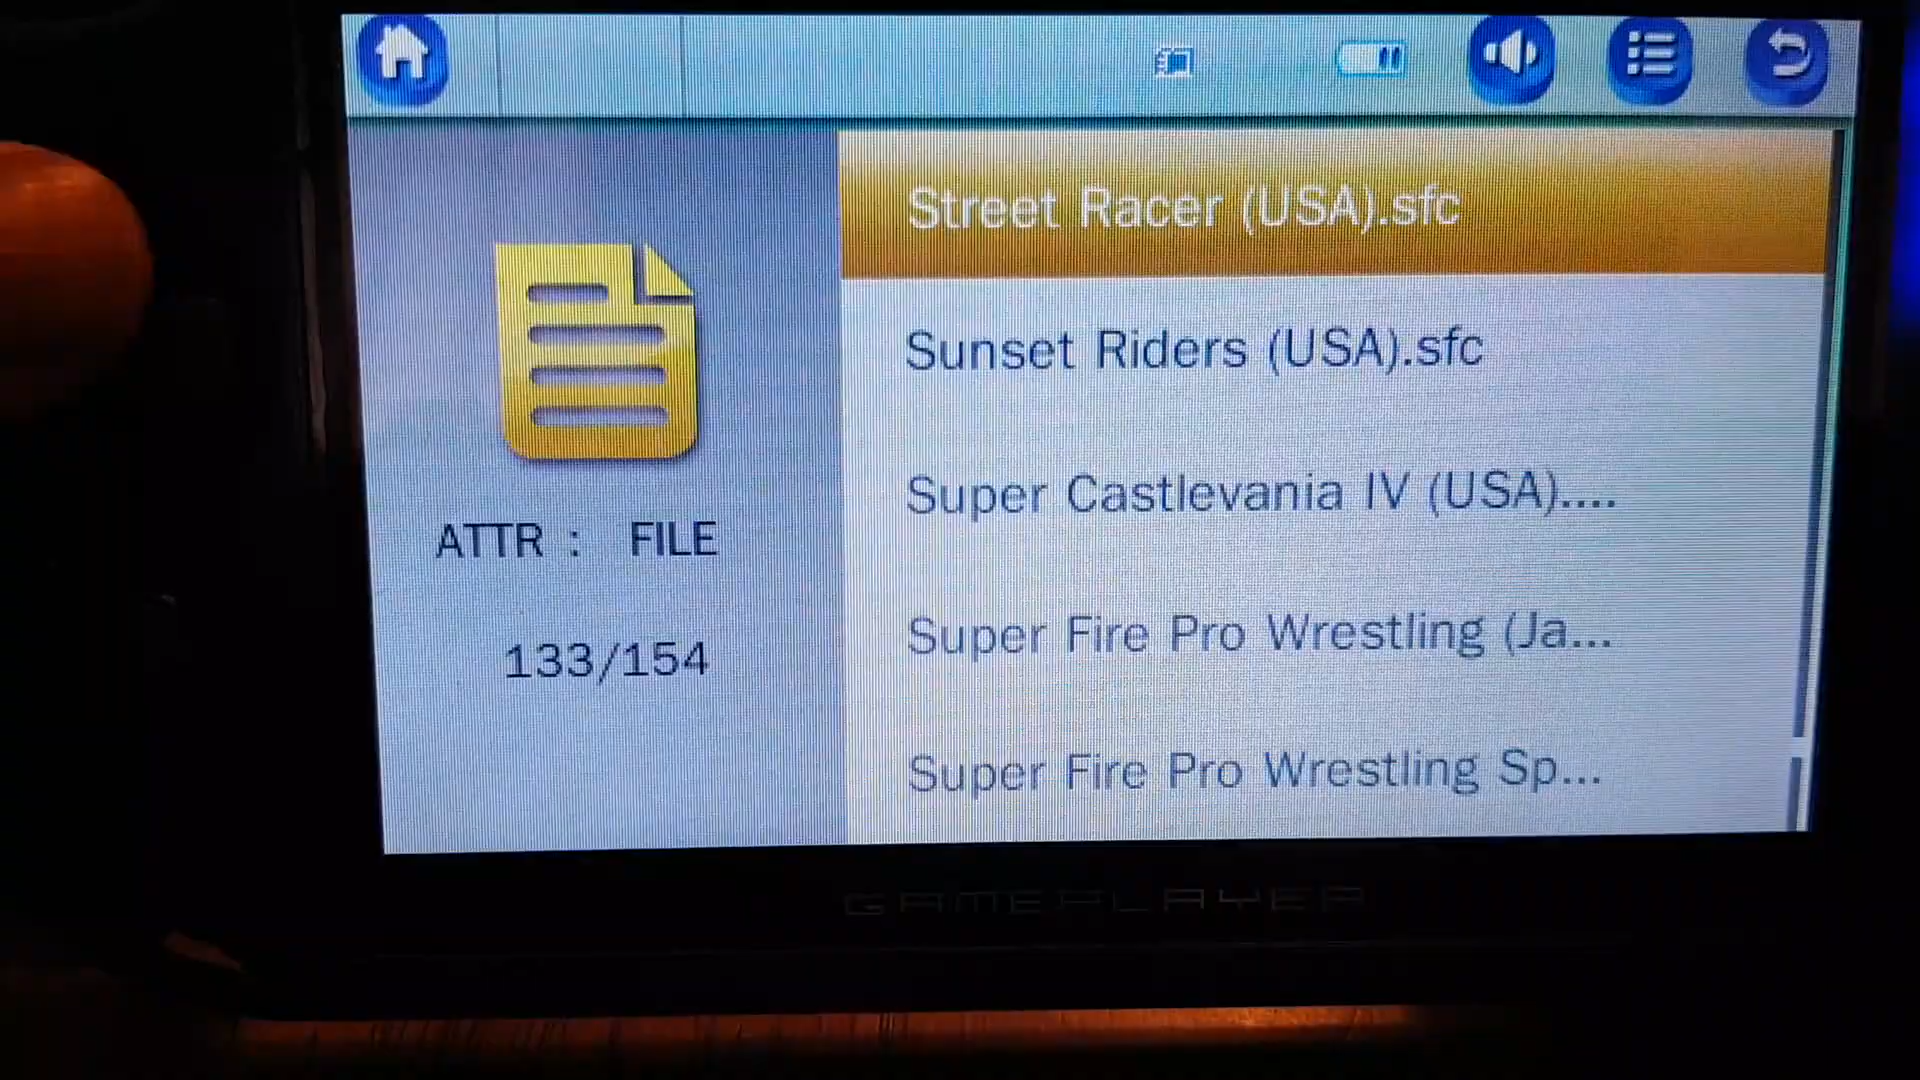 Street Racer (USA).sfc
Sunset Riders (USA).sfc
Super Castlevania IV (USA)....
Super Fire Pro Wrestling (Ja...
Super Fire Pro Wrestling Sp...
ATTR : FILE
133/154
GAMEPLAYER